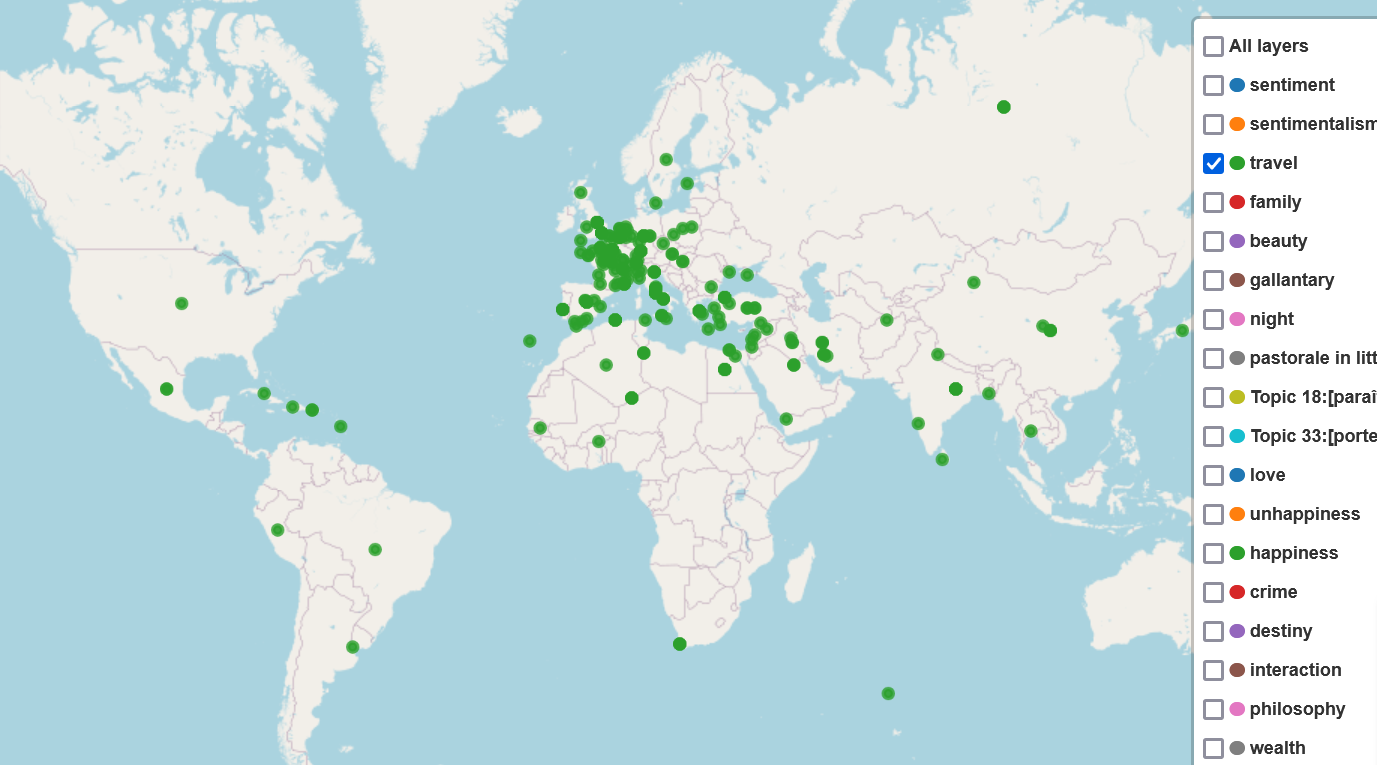 All layers
sentiment
sentimentalism
travel
family
beauty
gallantary
night
pastorale in litt
Topic 18:[paraî
Topic 33:[porte
love
unhappiness
happiness
crime
destiny
interaction
philosophy
wealth